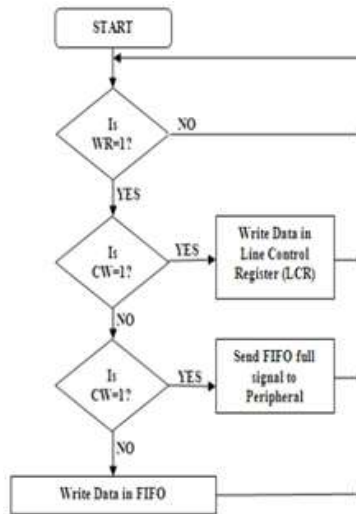 START
Is
WR=1?
NO
YES
Is
CW=1?
YES
Write Data in
Line Control
Register (LCR)
NO
Is
CW=1?
YES
Send FIFO full
signal to
Peripheral
NO
Write Data in FIFO